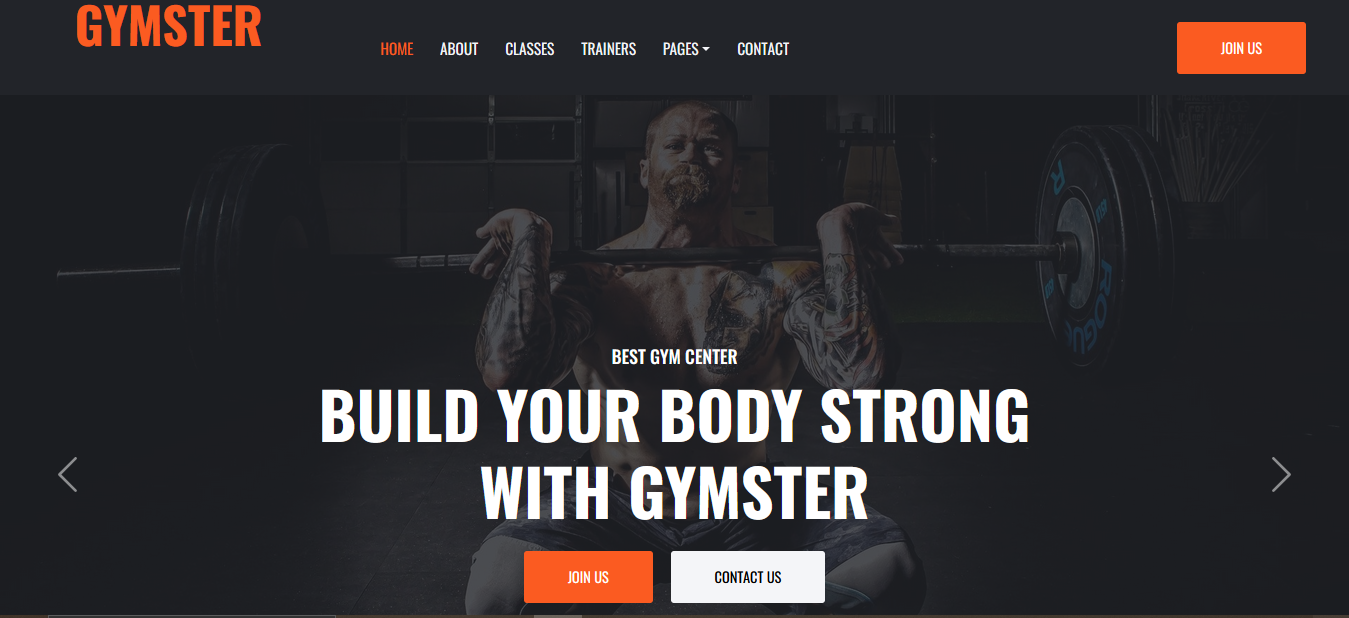 GYMSTER
HOME ABOUT CLASSES TRAINERS PAGES CONTACT JOIN US
R
ROGUE
BEST GYM CENTER
BUILD YOUR BODY STRONG
WITH GYMSTER
JOIN US CONTACT US